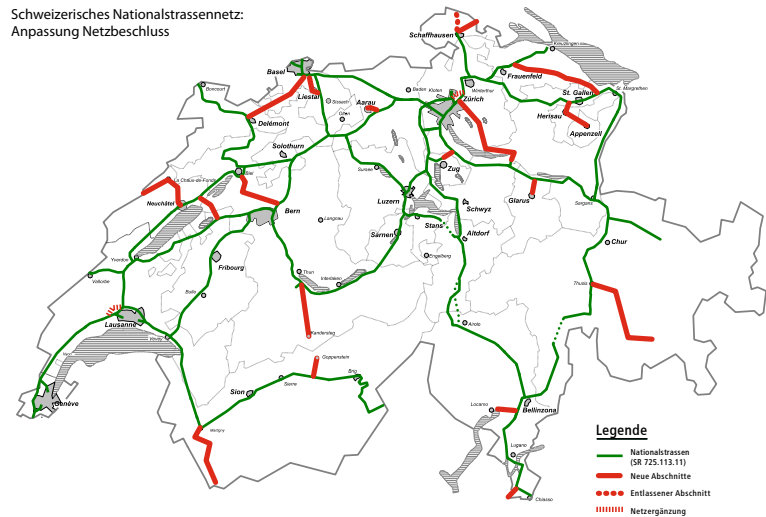 Schweizerisches Nationalstrassennetz:
Anpassung Netzbeschluss
Schaffhausen
Kreuzlingen
Basel
Boncourt
Frauenfeld
Winterthur
Baden
Kloten
St. Gallen
St. Margrethen
Liestal
Sissach
Aarau
Zürich
Olten
Herisau
Delémont
Appenzell
Solothurn
Biel
Sursee
Zug
La Chaux-de-Fonds
Neuchâtel
Luzern
Glarus
Schwyz
Sargans
Bern
Langnau
Stans
Sarnen
Altdorf
Chur
Yverdon
Fribourg
Engelberg
Vallorbe
Thun
Interlaken
Thusis
Bulle
Lausanne
Kandersteg
Airolo
Vevey
Goppenstein
Brig
Sierre
Sion
Genève
Locarno
Bellinzona
Martigny
Lugano
Chiasso
Legende
Nationalstrassen
(SR 725.113.11)
Neue Abschnitte
Entlassener Abschnitt
Netzergänzung